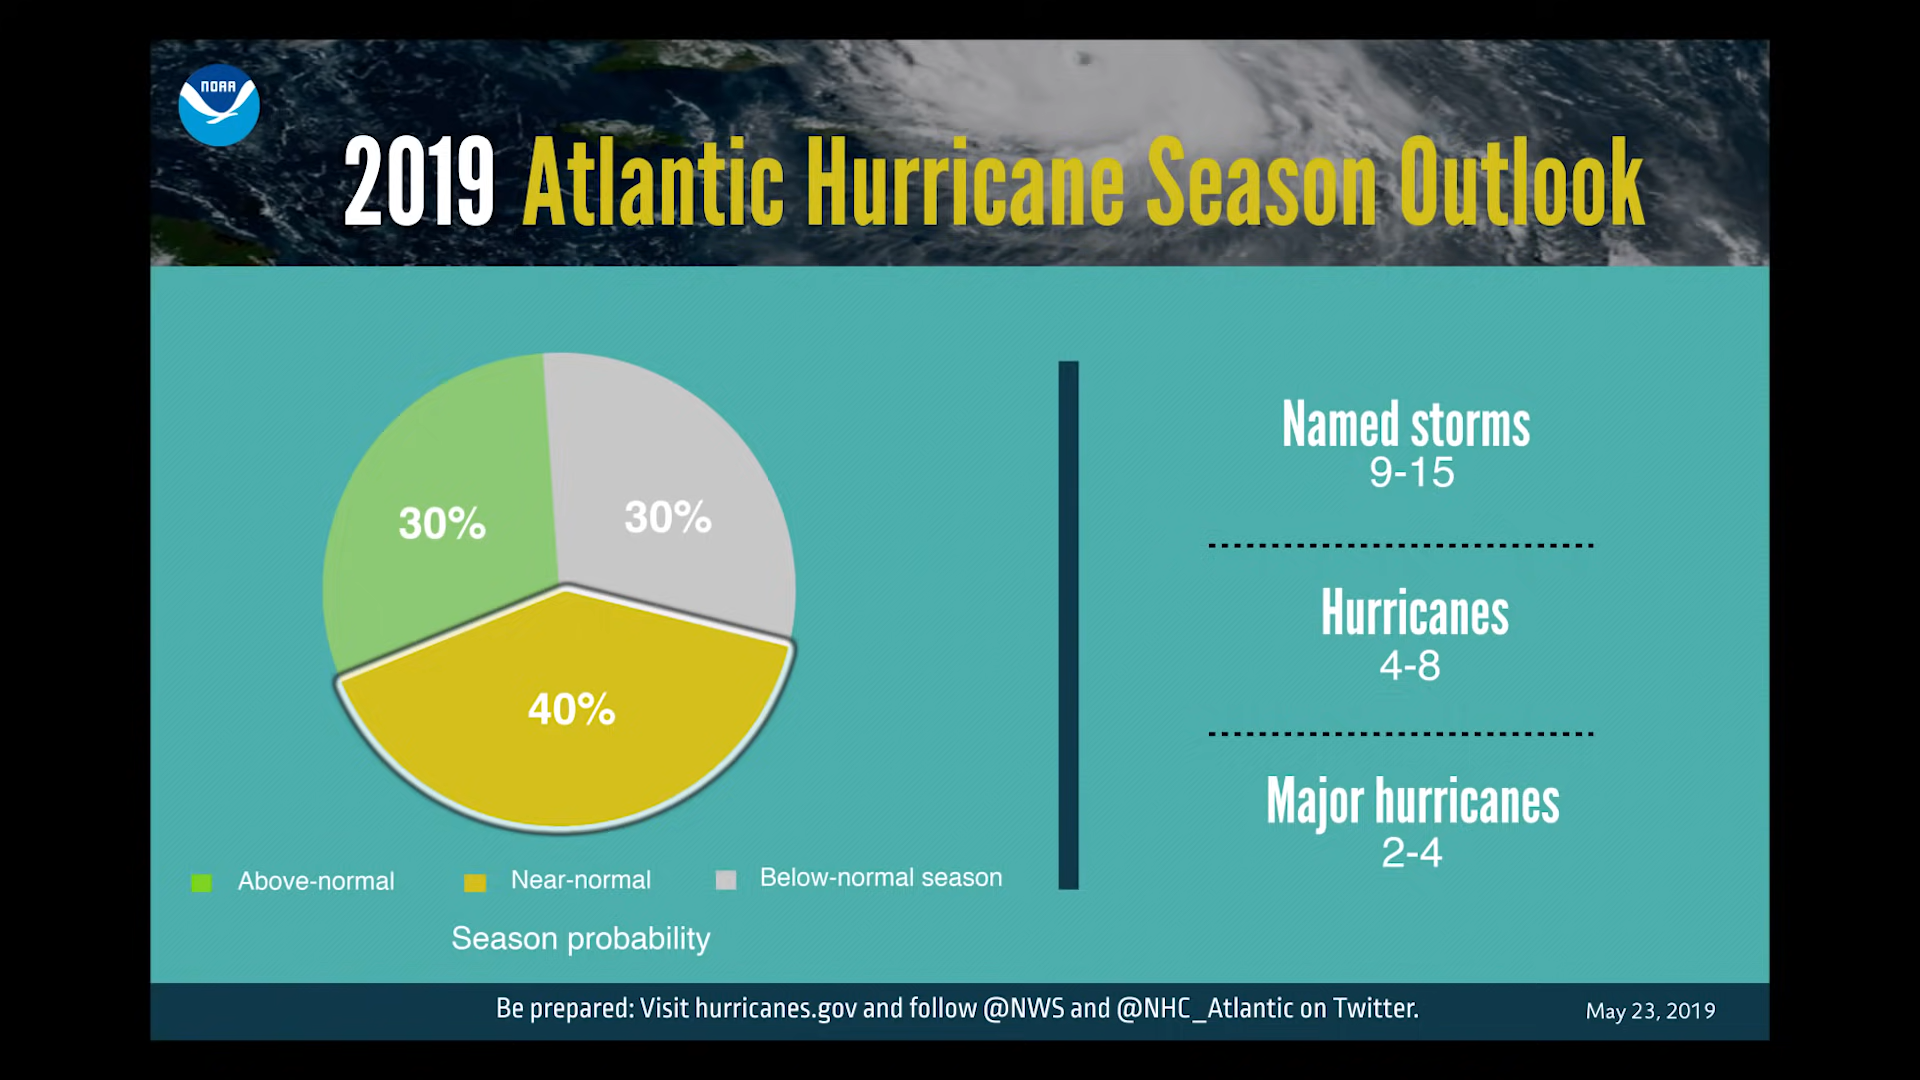 NOAA
2019 Atlantic Hurricane Season Outlook
30%
30%
40%
Above-normal
Near-normal
Below-normal season
Season probability
Named storms
9-15
Hurricanes
4-8
Major hurricanes
2-4
Be prepared: Visit hurricanes.gov and follow @NWS and @NHC_Atlantic on Twitter.
May 23, 2019